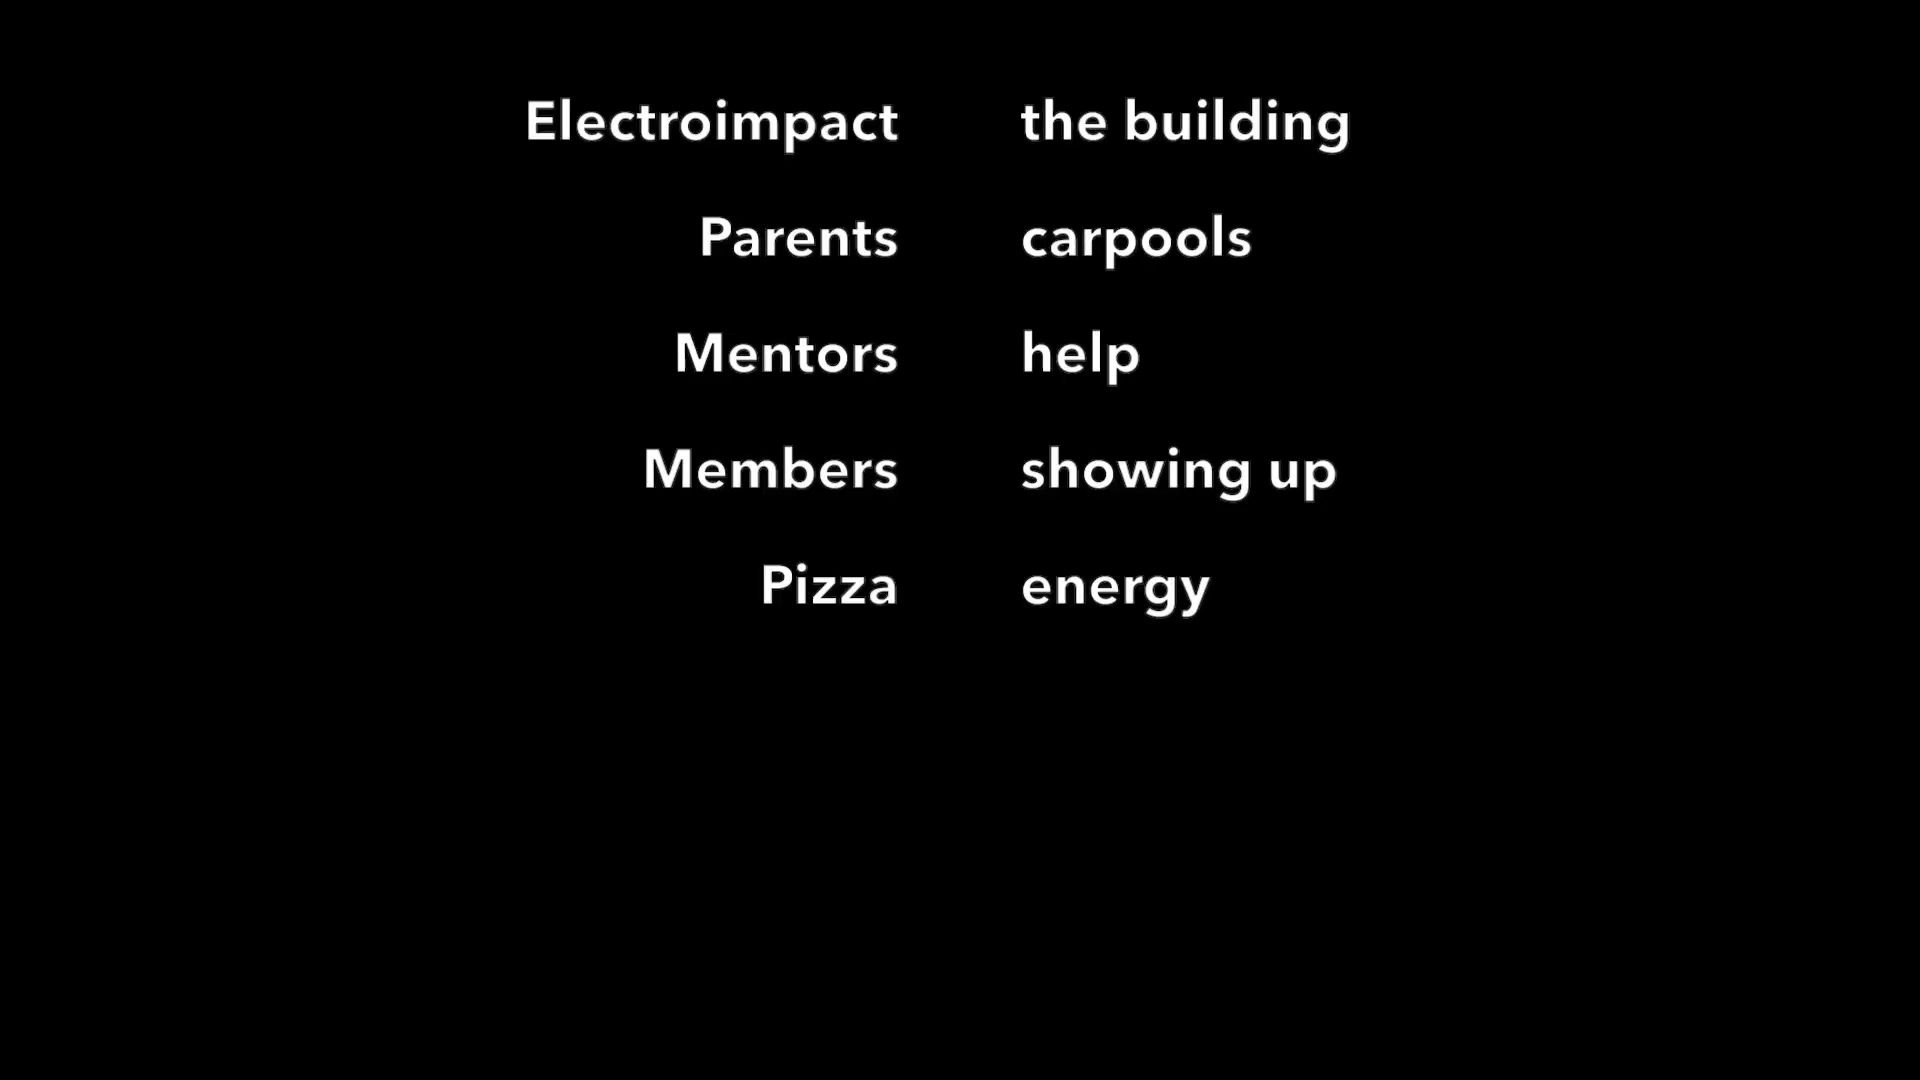 Electroimpact the building
Parents carpools
Mentors help
Members showing up
Pizza energy